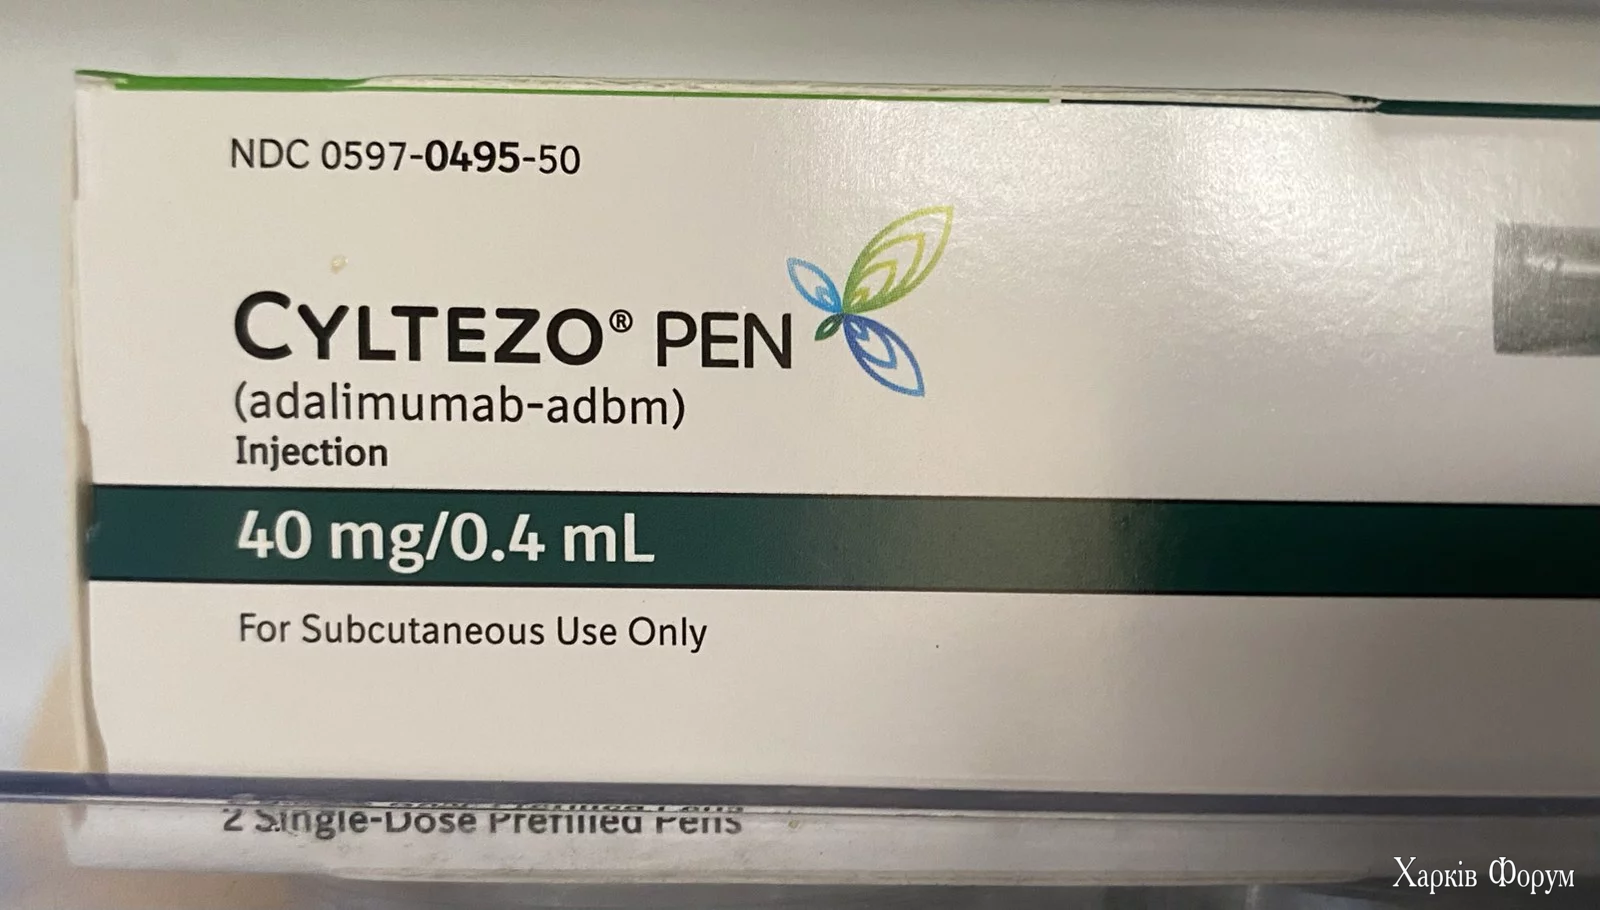 NDC 0597-0495-50
CYLTEZO® PEN
(adalimumab-adbm)
Injection
40 mg/0.4 mL
For Subcutaneous Use Only
2 Single-Dose Prefilled Pens
Харків Форум